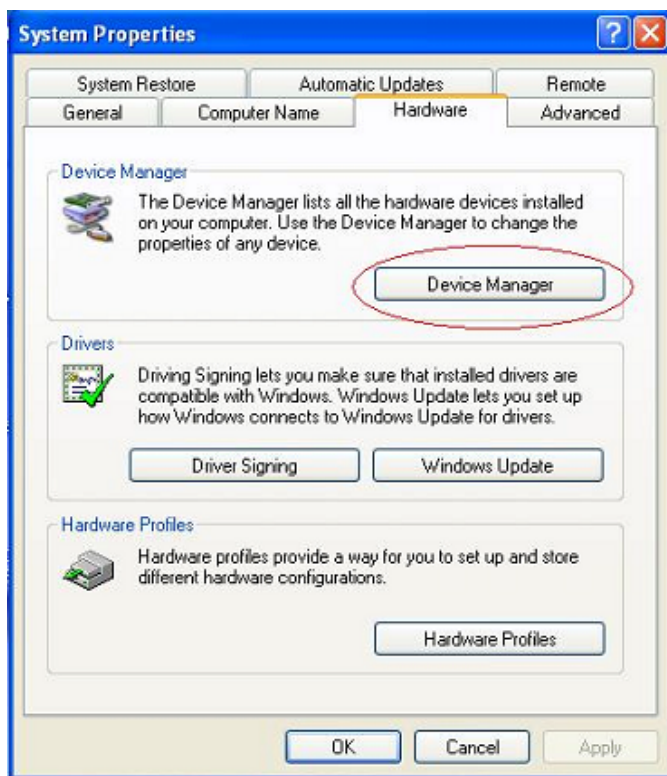 System Properties
System Restore Automatic Updates Remote
General Computer Name Hardware Advanced
Device Manager
The Device Manager lists all the hardware devices installed
on your computer. Use the Device Manager to change the
properties of any device.
Device Manager
Drivers
Driving Signing lets you make sure that installed drivers are
compatible with Windows. Windows Update lets you set up
how Windows connects to Windows Update for drivers.
Driver Signing Windows Update
Hardware Profiles
Hardware profiles provide a way for you to set up and store
different hardware configurations.
Hardware Profiles
OK Cancel Apply